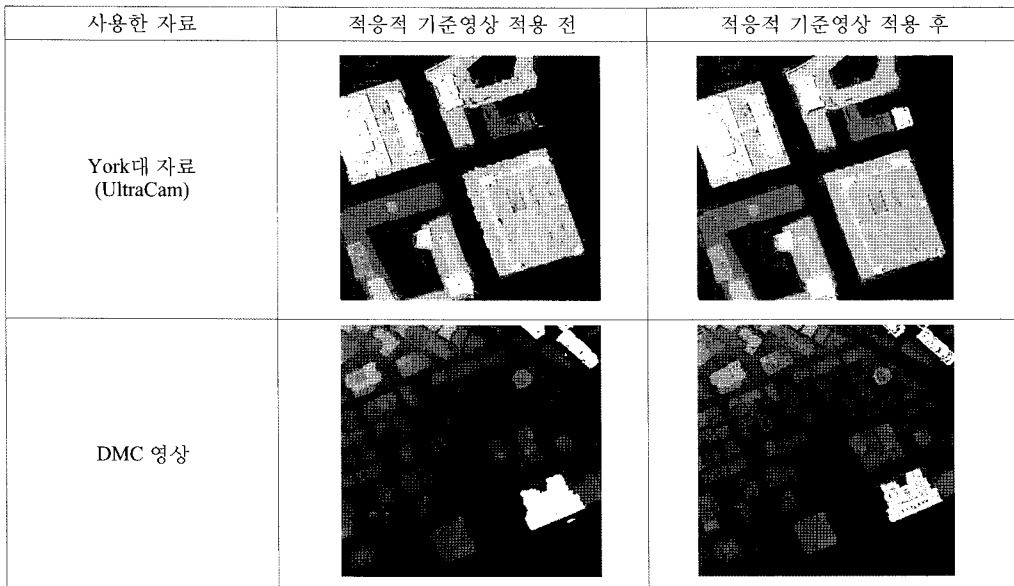 사용한 자료
적응적 기준영상 적용 전
적응적 기준영상 적용 후
York대 자료
(UltraCam)
DMC 영상